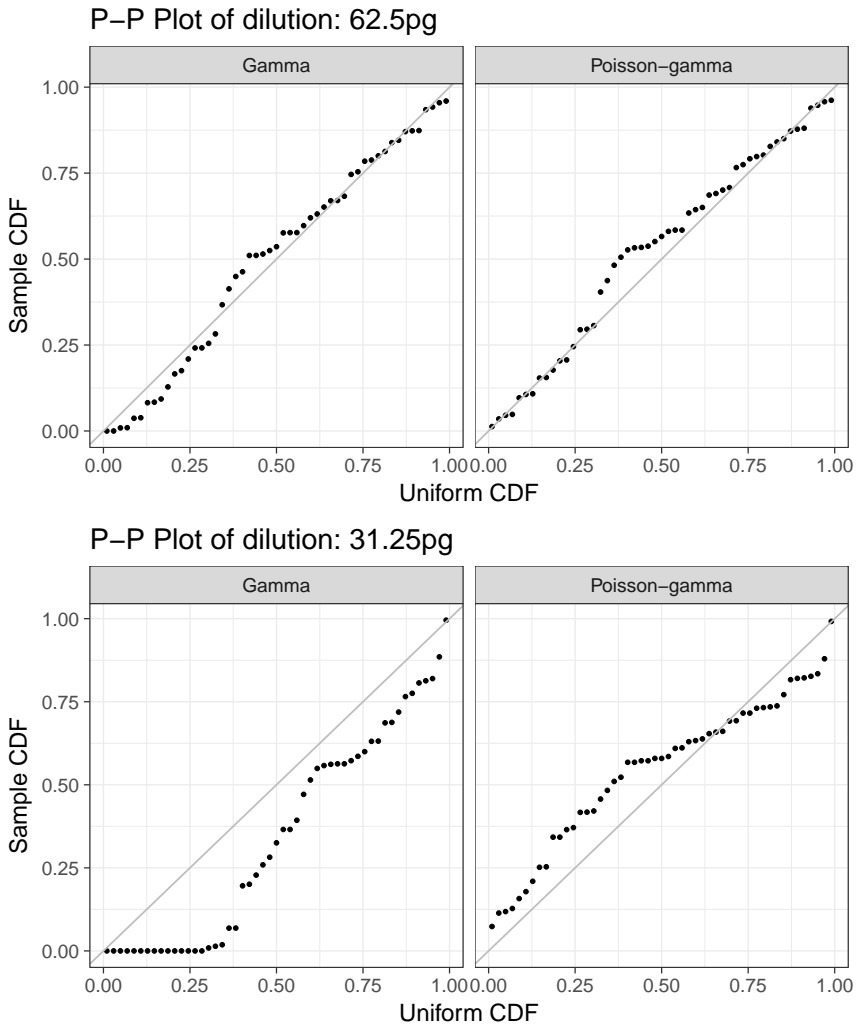 P−P Plot of dilution: 62.5pg
Gamma Poisson−gamma
1.00
0.75
0.50
0.25
0.00
Sample CDF
0.00 0.25 0.50 0.75 1.00 0.00 0.25 0.50 0.75 1.00
Uniform CDF
P−P Plot of dilution: 31.25pg
Gamma Poisson−gamma
1.00
0.75
0.50
0.25
0.00
Sample CDF
0.00 0.25 0.50 0.75 1.00 0.00 0.25 0.50 0.75 1.00
Uniform CDF